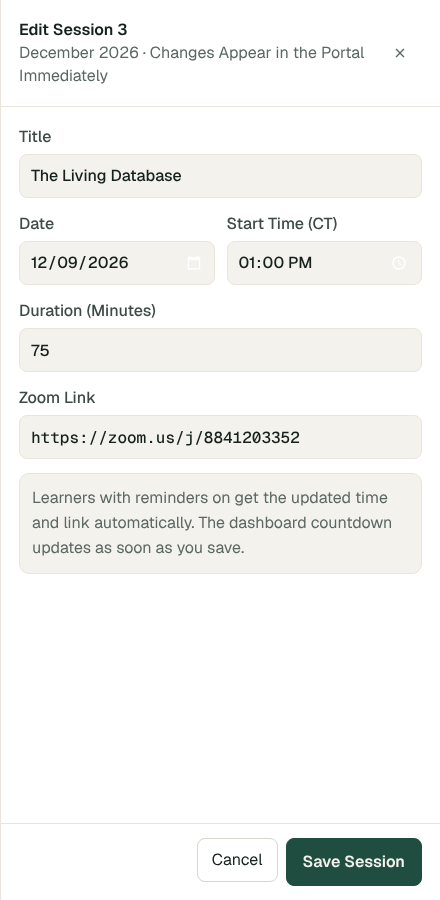 Edit Session 3
December 2026 · Changes Appear in the Portal
Immediately
×
Title
The Living Database
Date
Start Time (CT)
12/09/2026
01:00 PM
Duration (Minutes)
75
Zoom Link
https://zoom.us/j/8841203352
Learners with reminders on get the updated time
and link automatically. The dashboard countdown
updates as soon as you save.
Cancel
Save Session